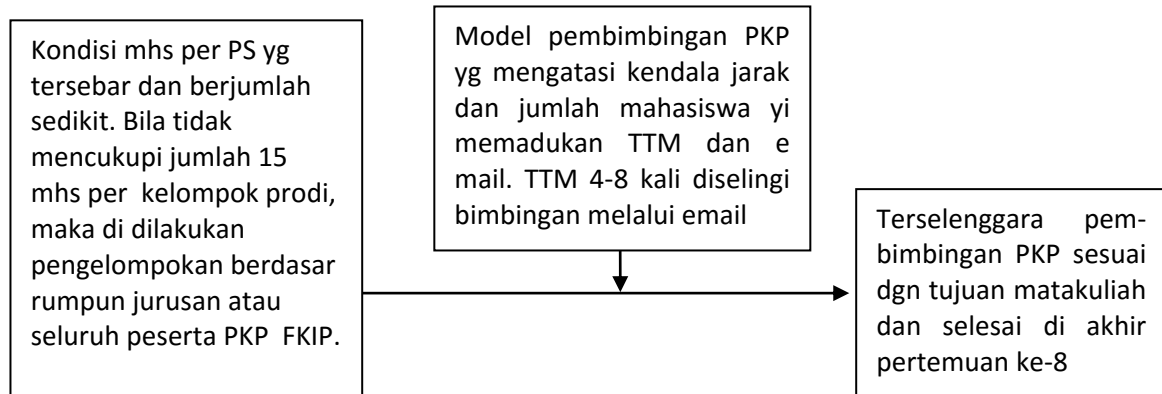 Kondisi mhs per PS yg
tersebar dan berjumlah
sedikit. Bila tidak
mencukupi jumlah 15
mhs per kelompok prodi,
maka di dilakukan
pengelompokan berdasar
rumpun jurusan atau
seluruh peserta PKP FKIP.
Model pembimbingan PKP
yg mengatasi kendala jarak
dan jumlah mahasiswa yi
memadukan TTM dan e
mail. TTM 4-8 kali diselingi
bimbingan melalui email
Terselenggara pem-
bimbingan PKP sesuai
dgn tujuan matakuliah
dan selesai di akhir
pertemuan ke-8